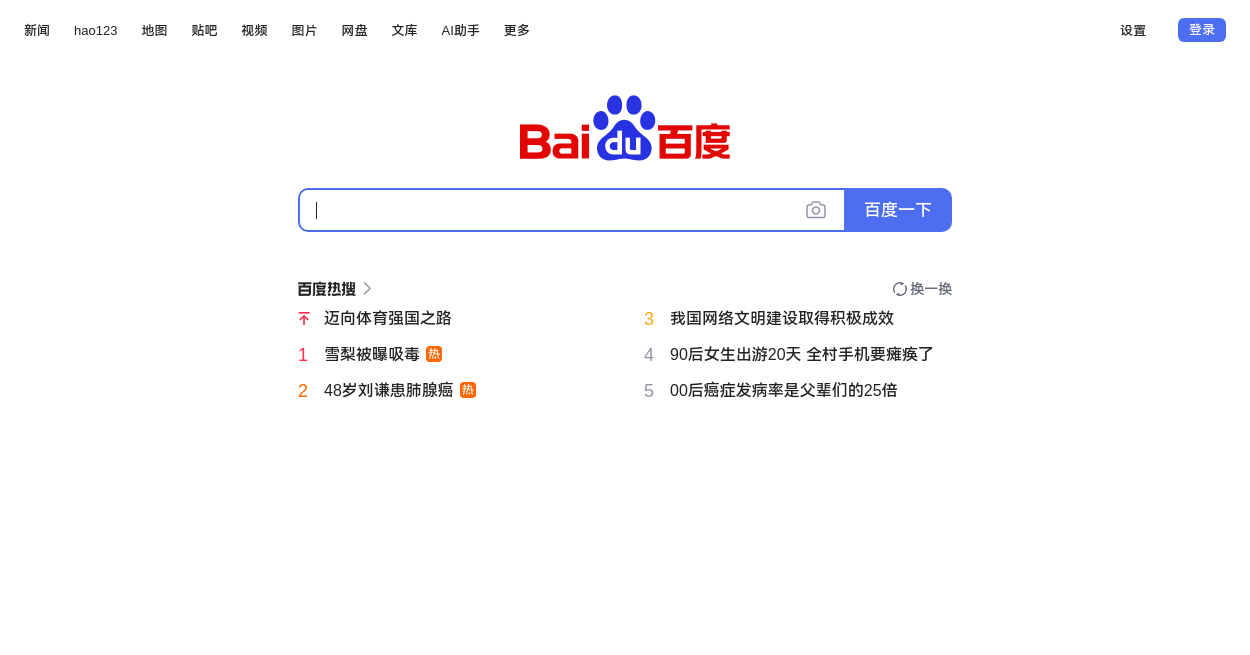 新闻 hao123 地图 贴吧 视频 图片 网盘 文库 AI助手 更多 设置 登录
Bai du 百度
百度一下
百度热搜 换一换
迈向体育强国之路
1 雪梨被曝吸毒 热
2 48岁刘谦患肺腺癌 热
3 我国网络文明建设取得积极成效
4 90后女生出游20天 全村手机要瘫痪了
5 00后癌症发病率是父辈们的25倍